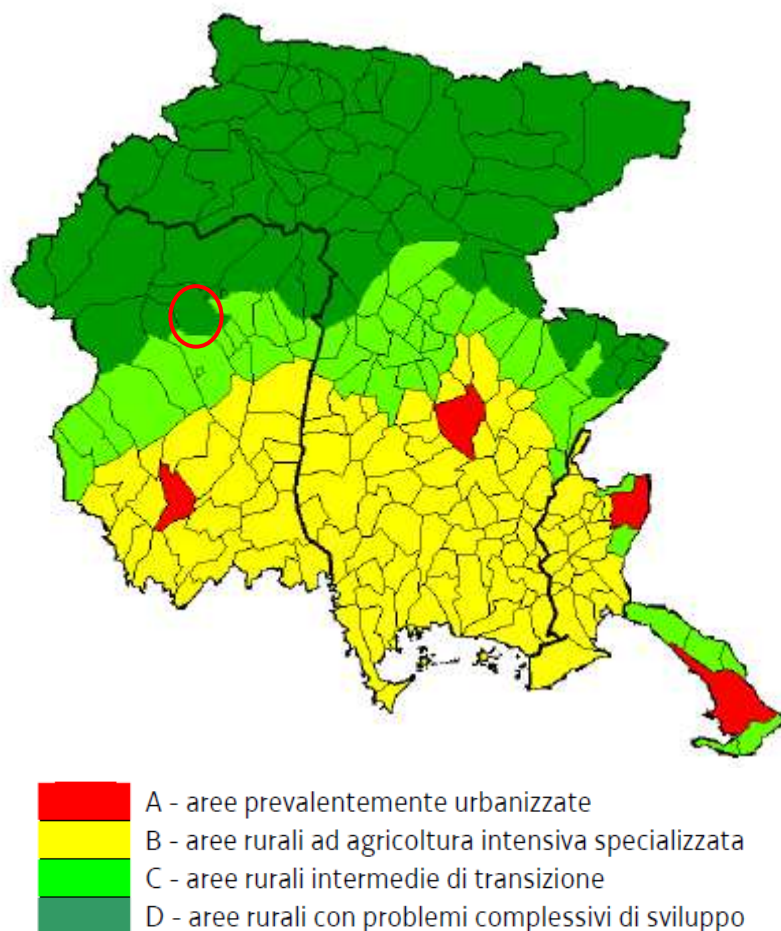 A - aree prevalentemente urbanizzate
B - aree rurali ad agricoltura intensiva specializzata
C - aree rurali intermedie di transizione
D - aree rurali con problemi complessivi di sviluppo